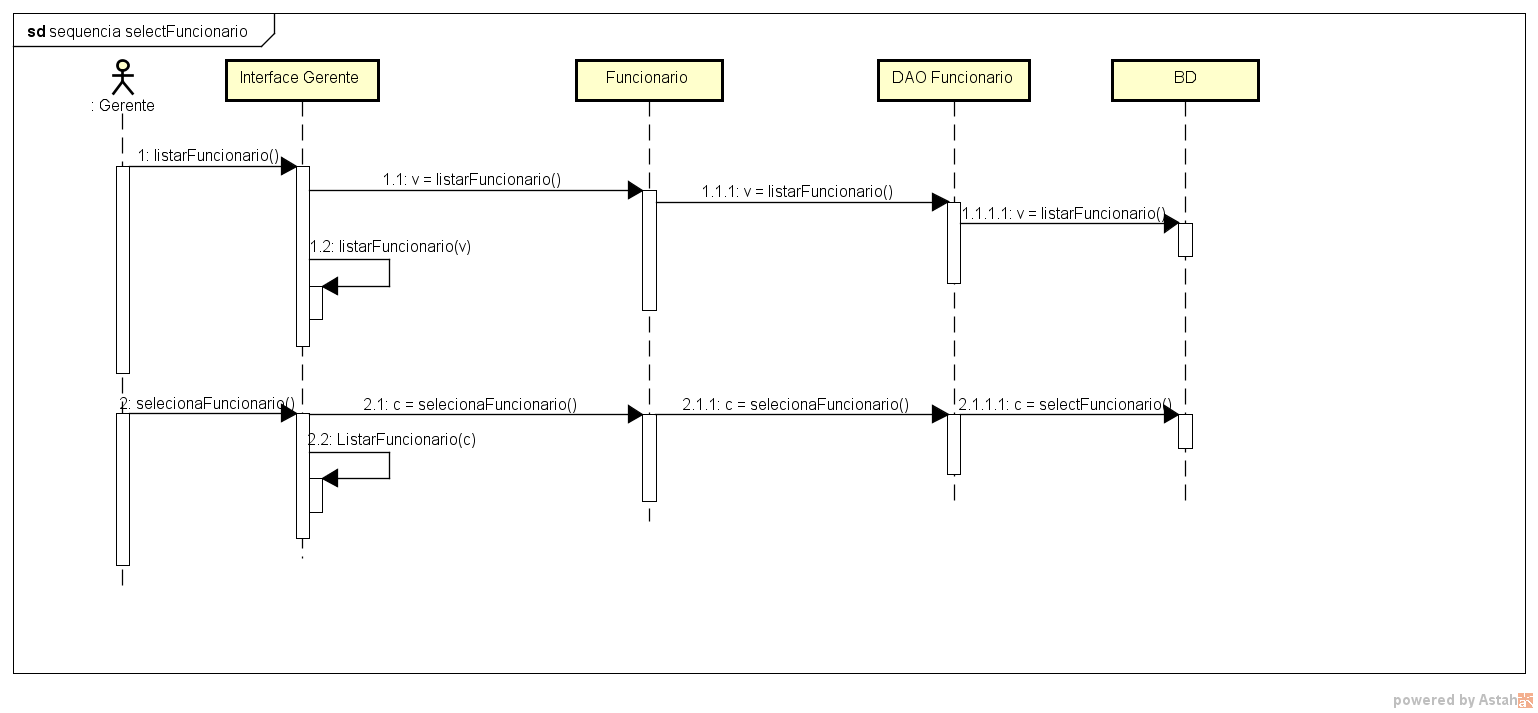 sd sequencia selectFuncionario
: Gerente
Interface Gerente
Funcionario
DAO Funcionario
BD
1: listarFuncionario()
1.1: v = listarFuncionario()
1.1.1: v = listarFuncionario()
1.1.1.1: v = listarFuncionario()
1.2: listarFuncionario(v)
2: selecionaFuncionario()
2.1: c = selecionaFuncionario()
2.1.1: c = selecionaFuncionario()
2.1.1.1: c = selectFuncionario()
2.2: ListarFuncionario(c)
powered by Astah